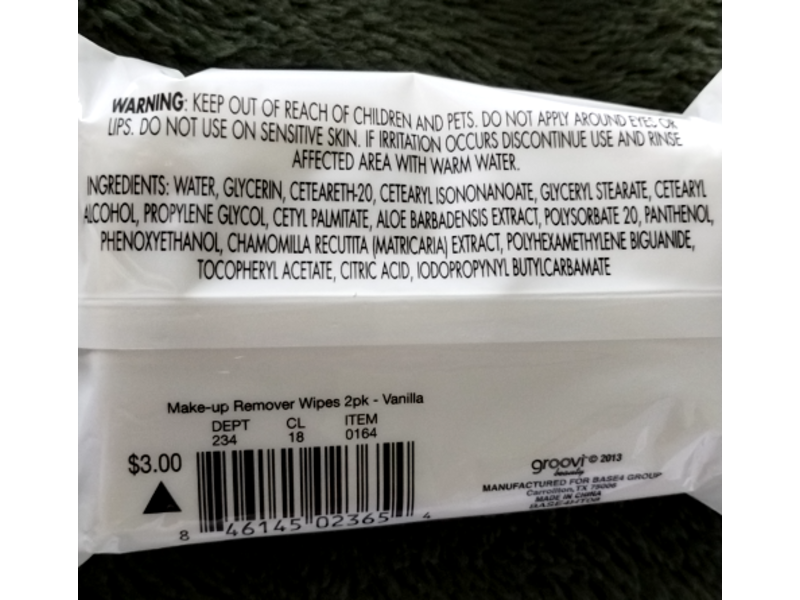 WARNING: KEEP OUT OF REACH OF CHILDREN AND PETS. DO NOT APPLY AROUND EYES OR
LIPS. DO NOT USE ON SENSITIVE SKIN. IF IRRITATION OCCURS DISCONTINUE USE AND RINSE
AFFECTED AREA WITH WARM WATER.
INGREDIENTS: WATER, GLYCERIN, CETEARETH-20, CETEARYL ISONONANOATE, GLYCERYL STEARATE, CETEARYL
ALCOHOL, PROPYLENE GLYCOL, CETYL PALMITATE, ALOE BARBADENSIS EXTRACT, POLYSORBATE 20, PANTHENOL,
PHENOXYETHANOL, CHAMOMILLA RECUTITA (MATRICARIA) EXTRACT, POLYHEXAMETHYLENE BIGUANIDE,
TOCOPHERYL ACETATE, CITRIC ACID, IODOPROPYNYL BUTYLCARBAMATE
Make-up Remover Wipes 2pk - Vanilla
DEPT CL ITEM
234 18 0164
$3.00
8 46145 02365 4
groovi © 2013
beauty
MANUFACTURED FOR BASE4 GROUP
Carrollton, TX 75006
MADE IN CHINA